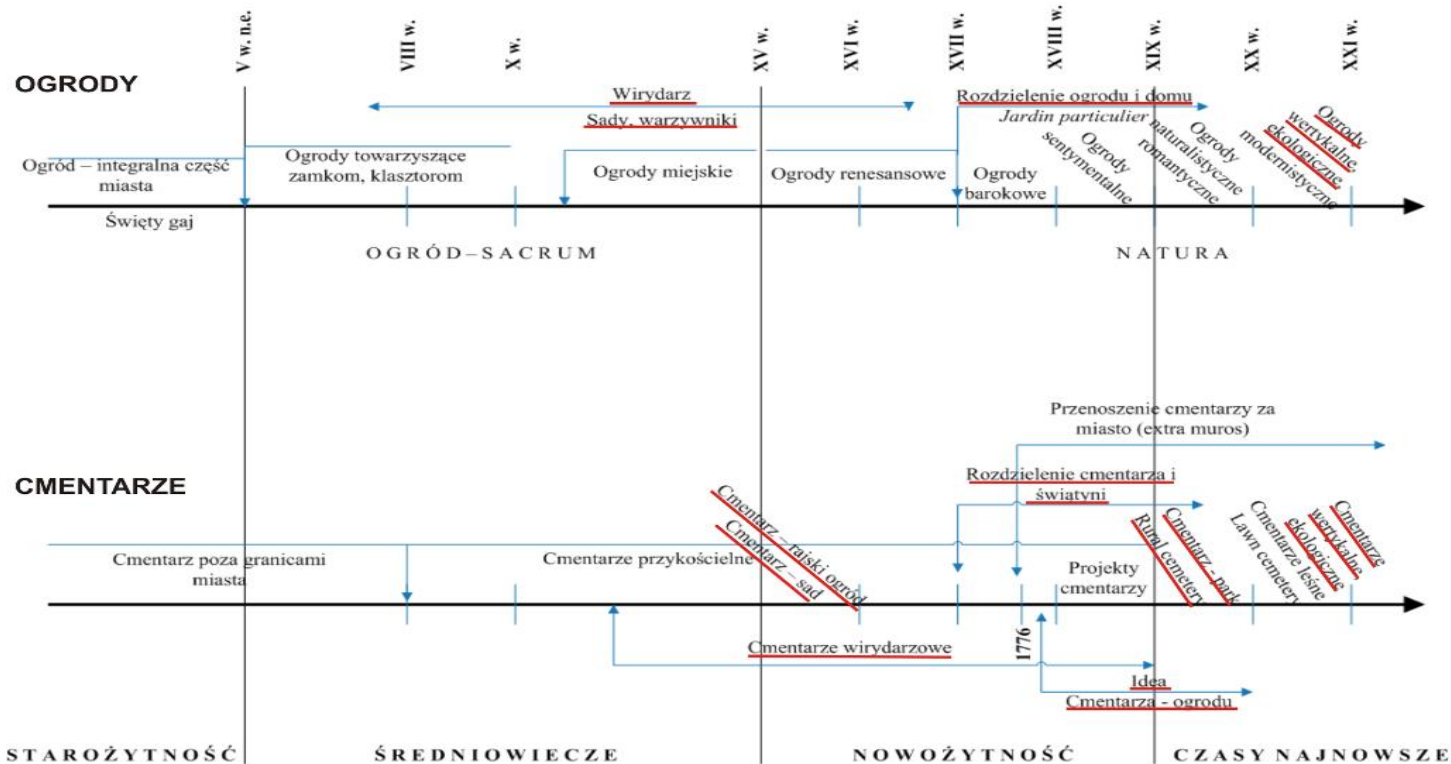 V w. n.e.
VIII w.
X w.
XV w.
XVI w.
XVII w.
XVIII w.
XIX w.
XX w.
XXI w.
OGRODY
Wirydarz
Sady, warzywniki
Rozdzielenie ogrodu i domu
Jardin particulier
Ogród – integralna część
miasta
Ogrody towarzyszące
zamkom, klasztorom
Ogrody miejskie
Ogrody renesansowe
Ogrody
barokowe
Ogrody
sentymentalne
Ogrody
naturalistyczne
romantyczne
Ogrody
wertykalne,
ekologiczne,
modernistyczne
Święty gaj
OGRÓD–SACRUM
NATURA
Przenoszenie cmentarzy za
miasto (extra muros)
CMENTARZE
Rozdzielenie cmentarza i
świątyni
Cmentarz poza granicami
miasta
Cmentarze przykościelne
Cmentarz – rajski ogród
Cmentarz – sad
Projekty
cmentarzy
Cmentarz - park
Rural cemetery
Cmentarze
wertykalne
ekologiczne
Cmentarze leśne
Lawn cemetery
1776
Cmentarze wirydarzowe
Idea
Cmentarza - ogrodu
STAROŻYTNOŚĆ
ŚREDNIOWIECZE
NOWOŻYTNOŚĆ
CZASY NAJNOWSZE